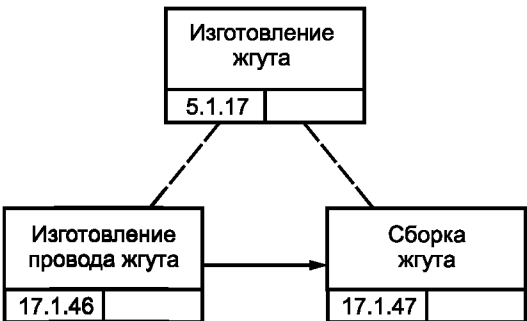 Изготовление
жгута
5.1.17
Изготовление
провода жгута
17.1.46
Сборка
жгута
17.1.47